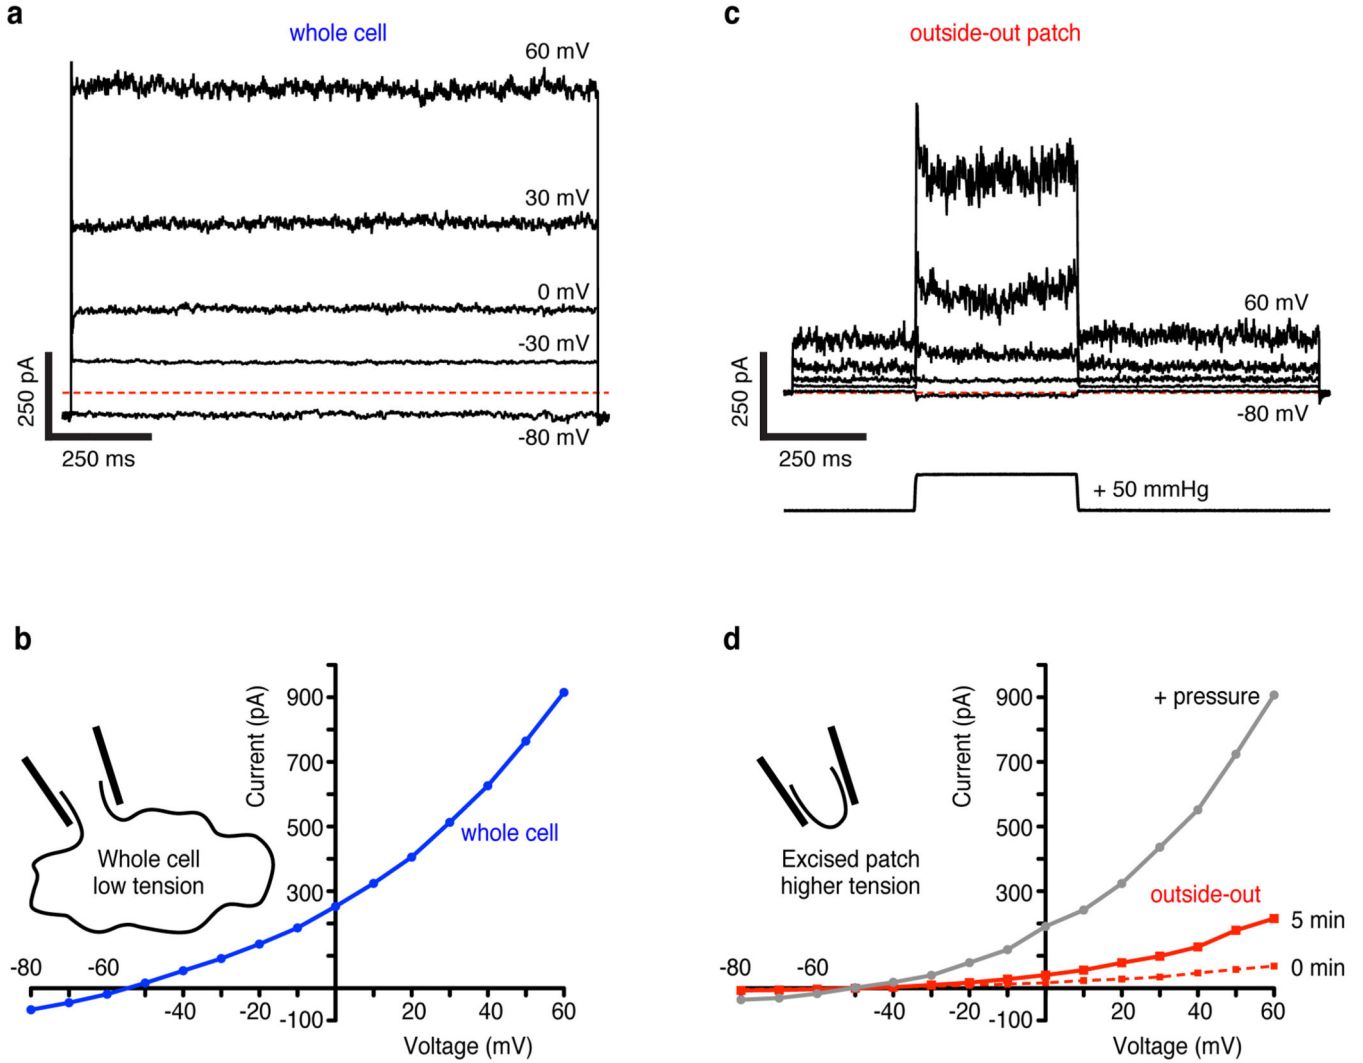 a
whole cell
60 mV
30 mV
0 mV
-30 mV
-80 mV
250 pA
250 ms
c
outside-out patch
60 mV
-80 mV
250 pA
250 ms
+ 50 mmHg
b
Current (pA)
900
700
500
300
-100
whole cell
Whole cell
low tension
-80
-60
-40
-20
20
40
60
Voltage (mV)
d
Current (pA)
900
700
500
300
-100
+ pressure
outside-out
5 min
0 min
Excised patch
higher tension
-80
-60
-40
-20
20
40
60
Voltage (mV)